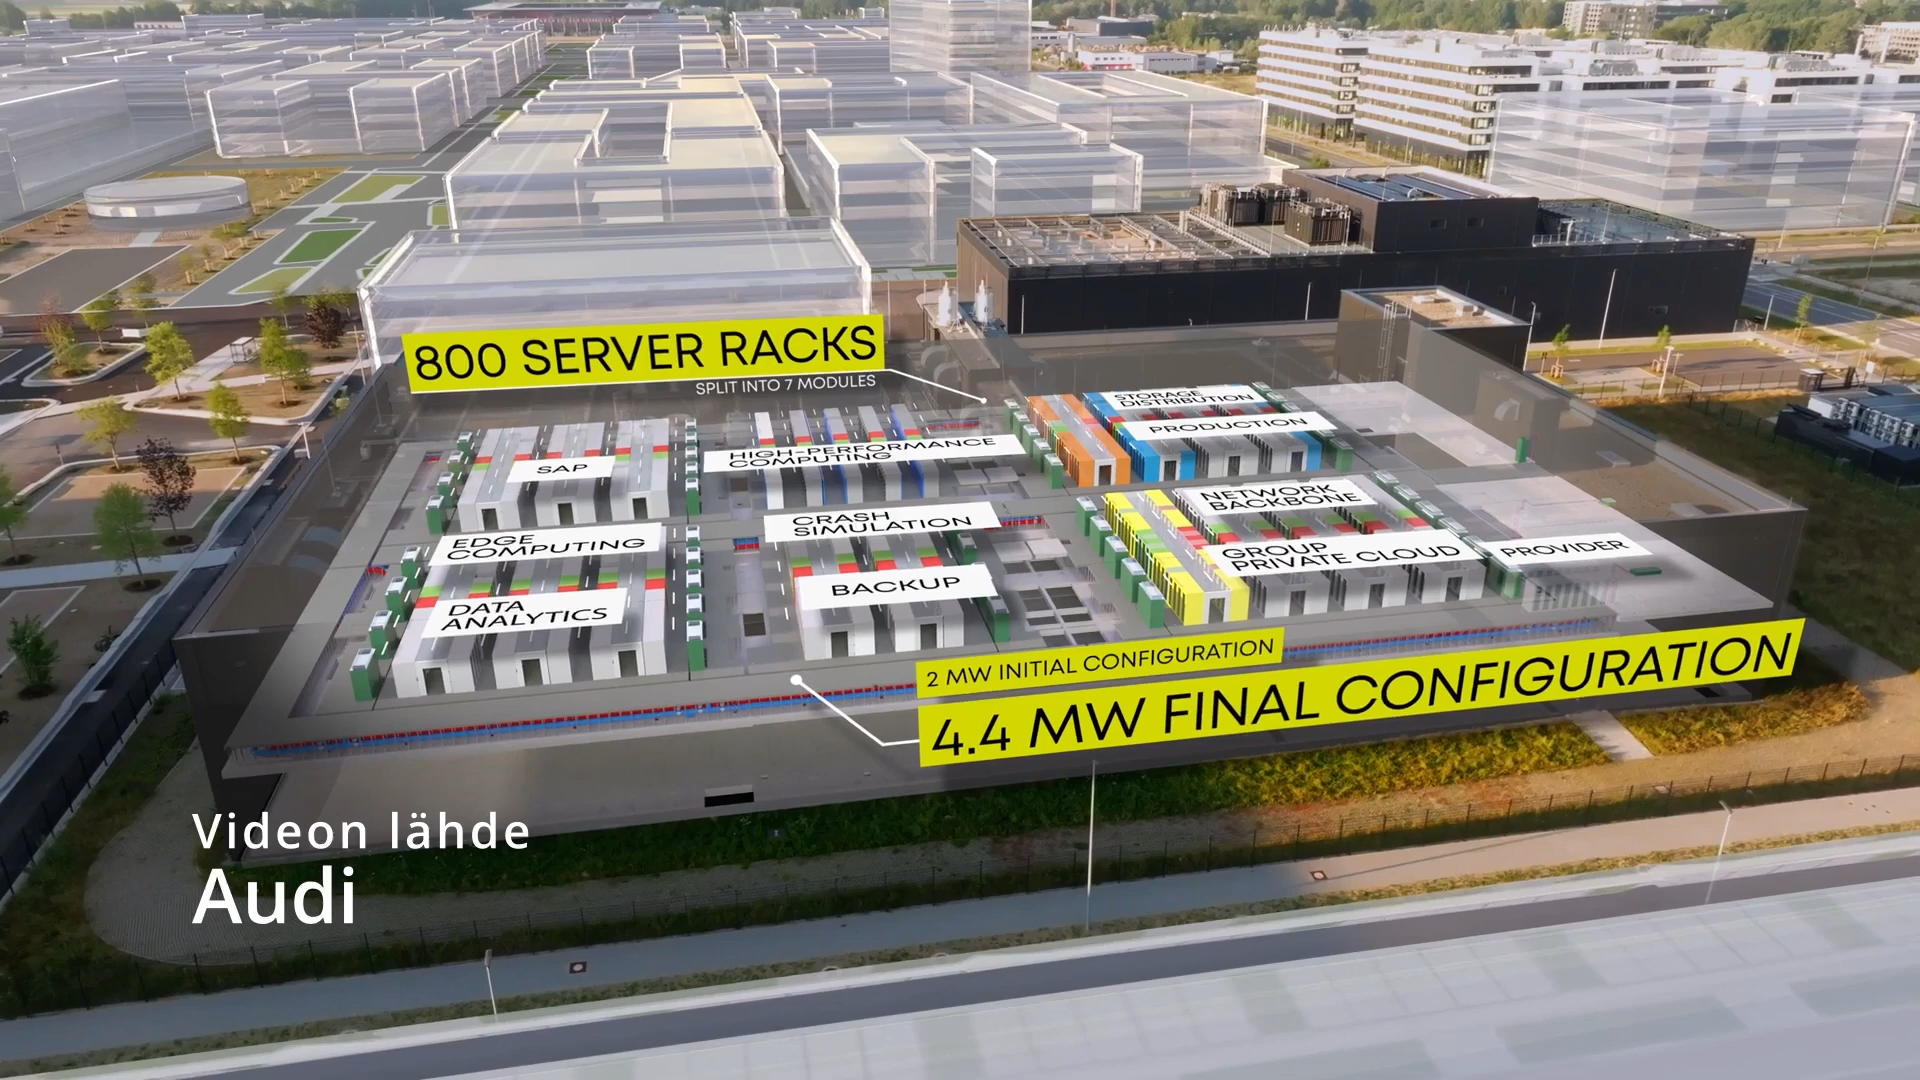 800 SERVER RACKS
SPLIT INTO 7 MODULES
STORAGE
DISTRIBUTION
PRODUCTION
SAP
HIGH-PERFORMANCE
COMPUTING
NETWORK
BACKBONE
CRASH
SIMULATION
EDGE
COMPUTING
GROUP
PRIVATE CLOUD
PROVIDER
BACKUP
DATA
ANALYTICS
2 MW INITIAL CONFIGURATION
4.4 MW FINAL CONFIGURATION
Videon lähde
Audi